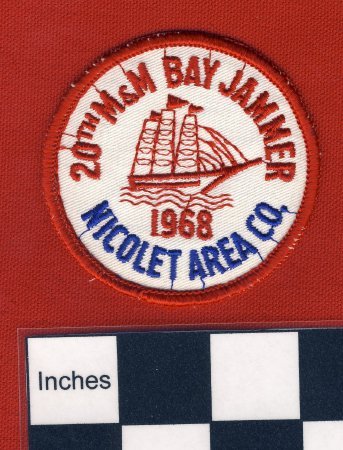 20TH M&M BAY JAMMER
1968
NICOLET AREA CO.
Inches